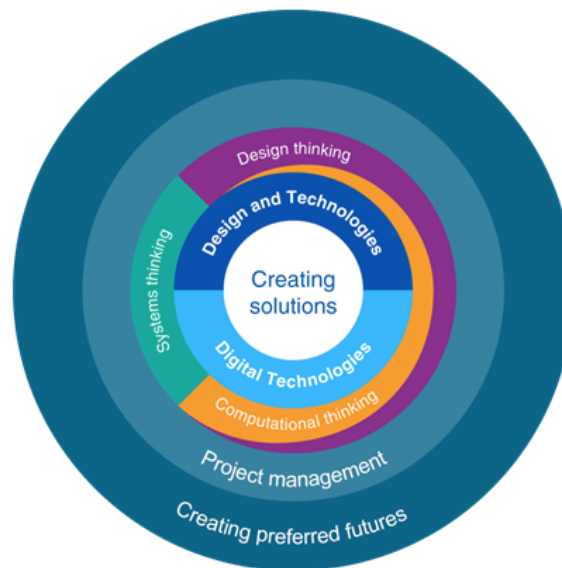 Design thinking
Design and Technologies
Systems thinking
Creating
solutions
Digital Technologies
Computational thinking
Project management
Creating preferred futures